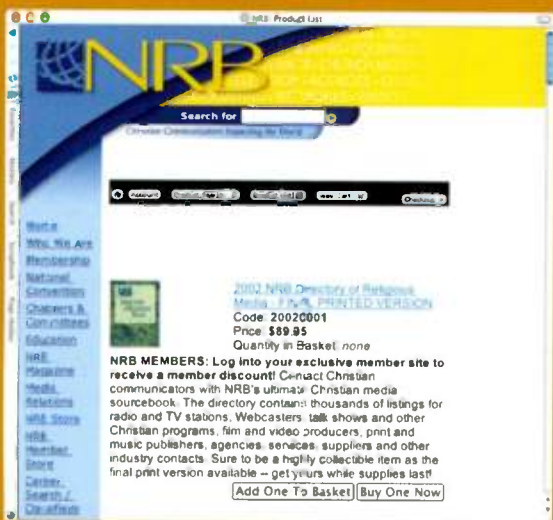 NRB: Product List
NRB
Search for
Christian Communicators Impacting the World
Account
Checkout
Home
Who We Are
Membership
National
Convention
Chapters &
Committees
Education
NRB
Magazine
Media
Relations
NRB Store
NRB
Member
Store
Career
Search /
Classifieds
2002 NRB Directory of Religious
Media - FINAL PRINTED VERSION
Code: 20020001
Price: $89.95
Quantity in Basket: none
NRB MEMBERS: Log into your exclusive member site to
receive a member discount! Contact Christian
communicators with NRB's ultimate Christian media
sourcebook. The directory contains thousands of listings for
radio and TV stations, Webcasters, talk shows and other
Christian programs, film and video producers, print and
music publishers, agencies, services, suppliers and other
industry contacts. Sure to be a highly collectible item as the
final print version available -- get yours while supplies last!
Add One To Basket Buy One Now